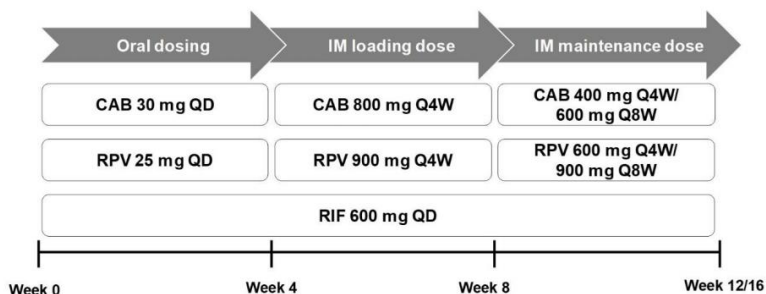 Oral dosing
IM loading dose
IM maintenance dose
CAB 30 mg QD
CAB 800 mg Q4W
CAB 400 mg Q4W/
600 mg Q8W
RPV 25 mg QD
RPV 900 mg Q4W
RPV 600 mg Q4W/
900 mg Q8W
RIF 600 mg QD
Week 0
Week 4
Week 8
Week 12/16